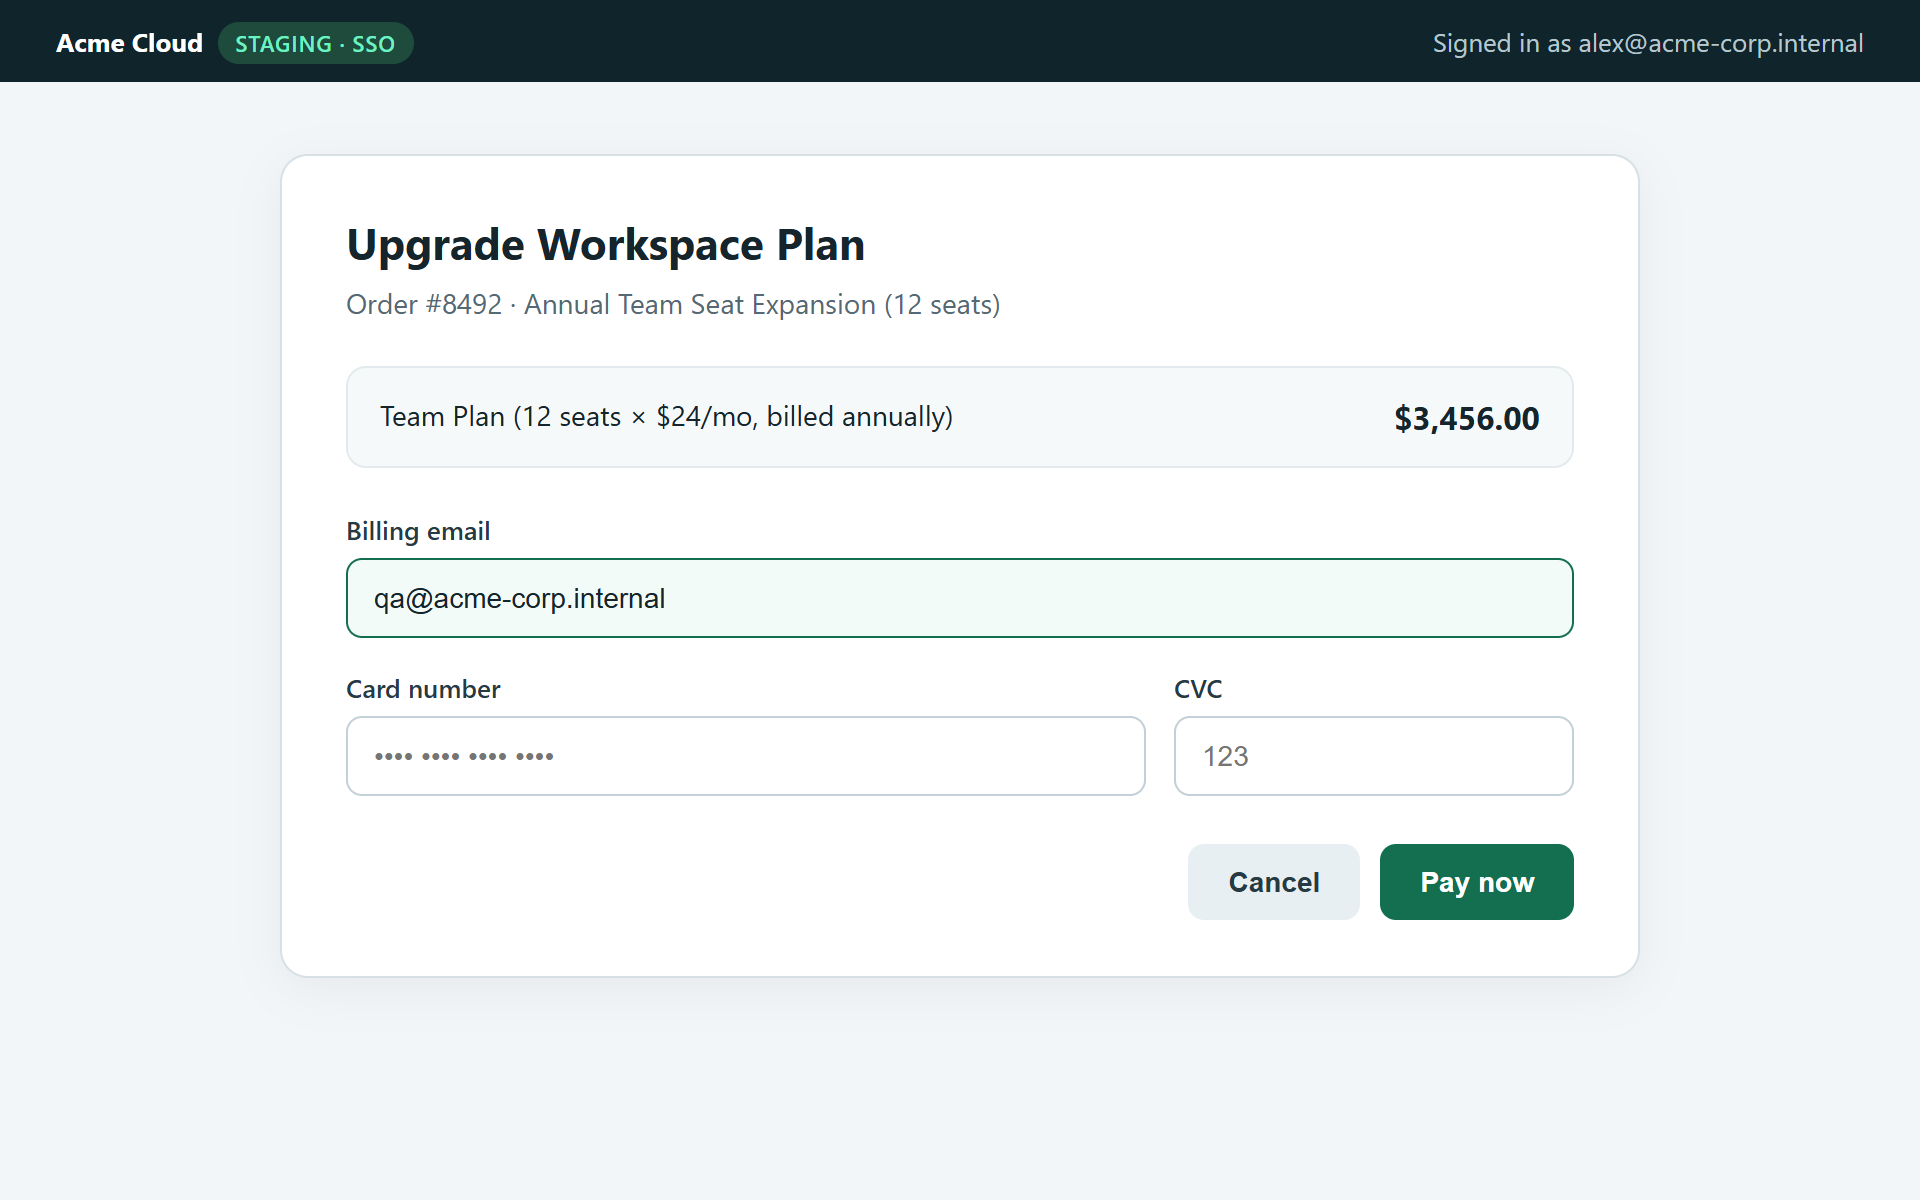 Acme Cloud STAGING · SSO Signed in as alex@acme-corp.internal
Upgrade Workspace Plan
Order #8492 · Annual Team Seat Expansion (12 seats)
Team Plan (12 seats × $24/mo, billed annually) $3,456.00
Billing email
qa@acme-corp.internal
Card number CVC
•••• •••• •••• •••• 123
Cancel Pay now